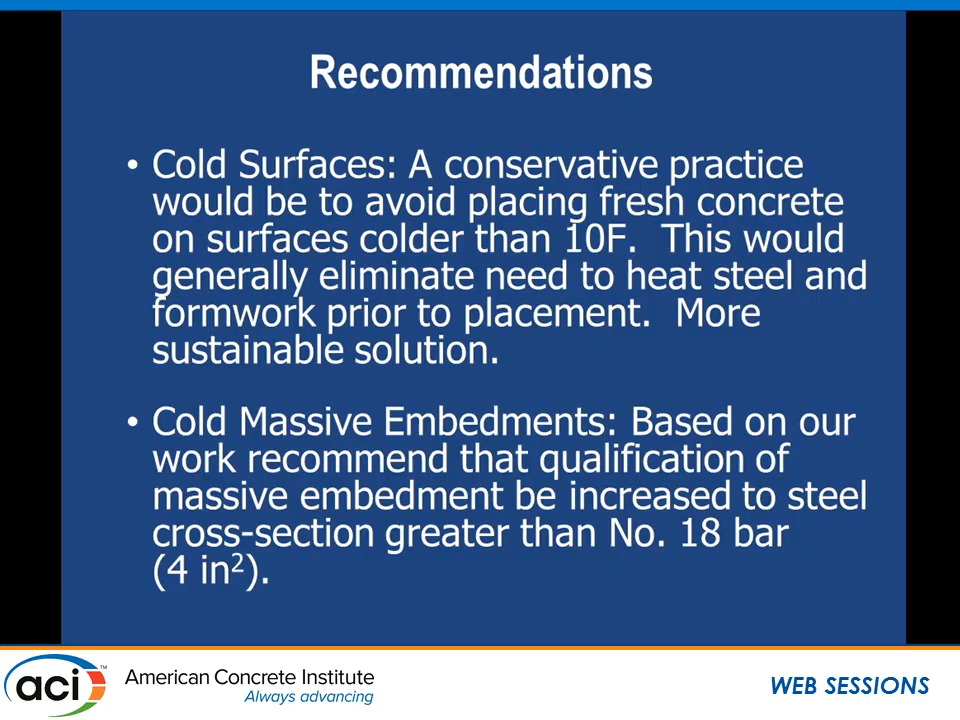 Recommendations
• Cold Surfaces: A conservative practice
would be to avoid placing fresh concrete
on surfaces colder than 10F.  This would
generally eliminate need to heat steel and
formwork prior to placement.  More
sustainable solution.
• Cold Massive Embedments: Based on our
work recommend that qualification of
massive embedment be increased to steel
cross-section greater than No. 18 bar
(4 in²).
aci™
American Concrete Institute
Always advancing
WEB SESSIONS